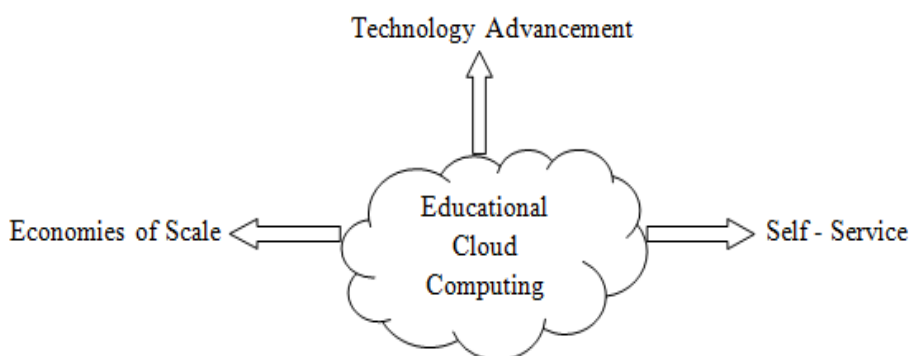 Technology Advancement
Educational
Economies of Scale
Cloud
Self - Service
Computing